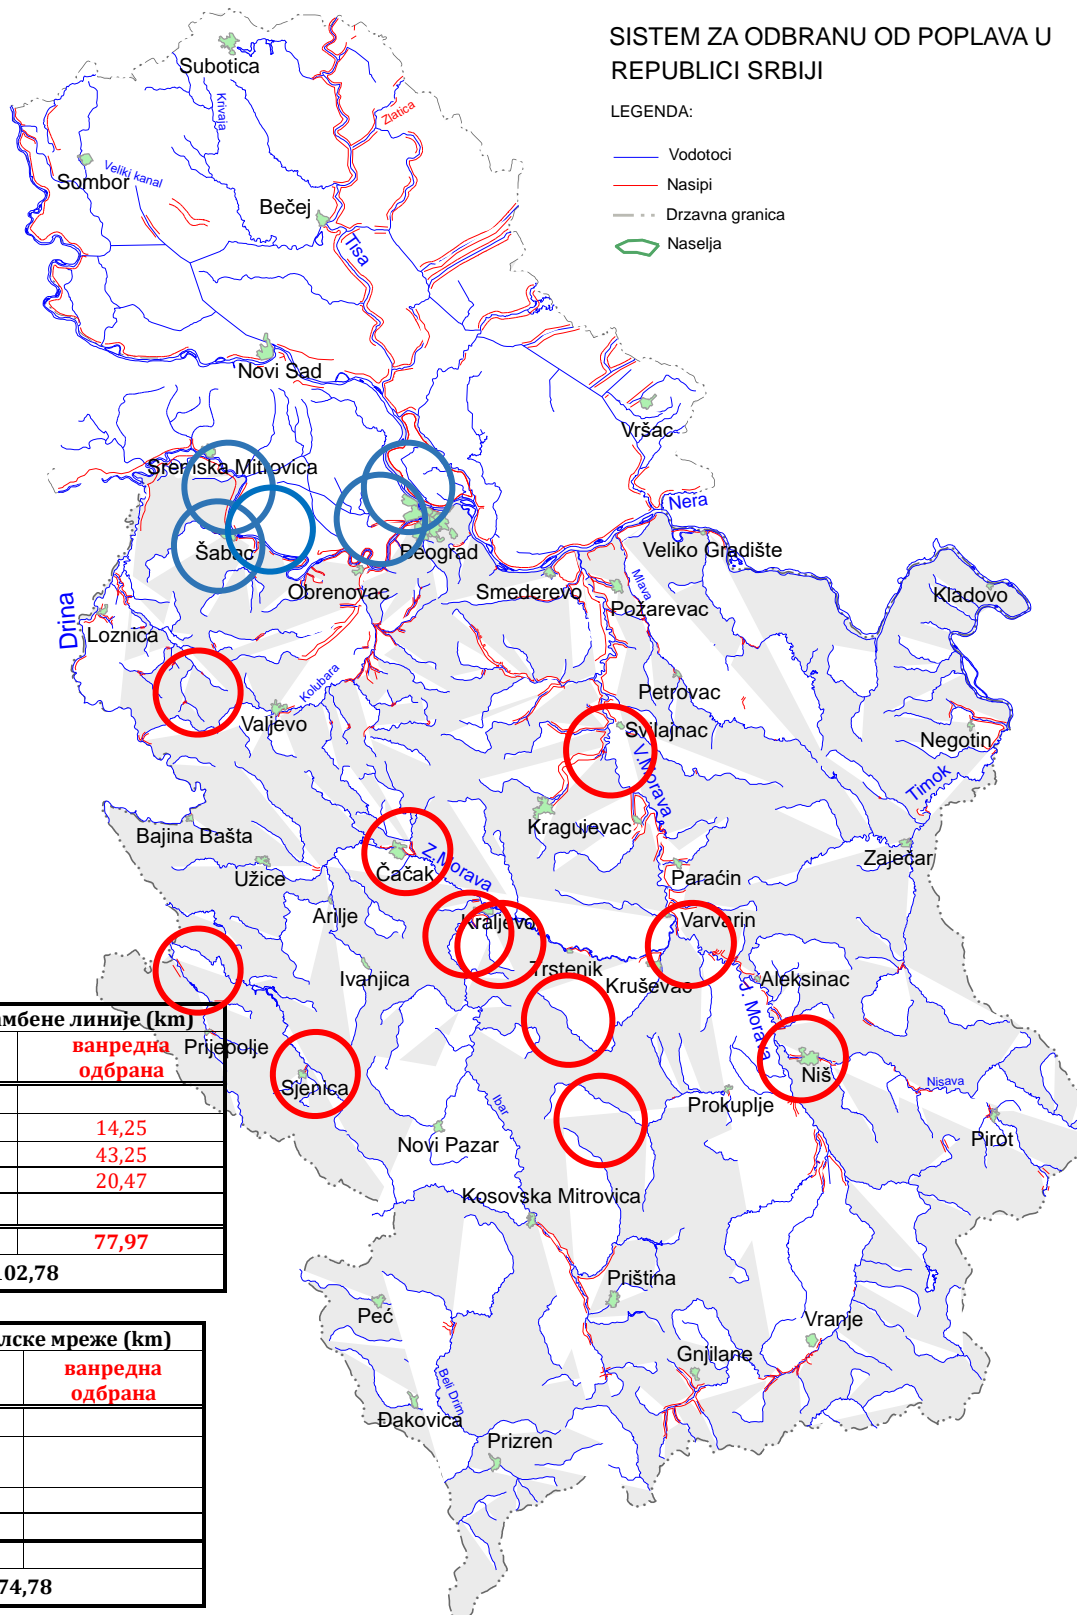 SISTEM ZA ODBRANU OD POPLAVA U
REPUBLICI SRBIJI
LEGENDA:
Vodotoci
Nasipi
Drzavna granica
Naselja
Subotica
Krivaja
Zlatica
Sombor
Veliki kanal
Bečej
Tisa
Novi Sad
Vršac
Sremska Mitrovica
Nera
Šabac
Beograd
Veliko Gradište
Obrenovac
Smederevo
Mlava
Požarevac
Kladovo
Drina
Loznica
Kolubara
Petrovac
Valjevo
Svilajnac
Negotin
V.Morava
Timok
Bajina Bašta
Kragujevac
Zaječar
Čačak
Z.Morava
Užice
Paraćin
Arilje
Kraljevo
Varvarin
Ivanjica
Trstenik
Kruševac
Aleksinac
J. Morava
Prijepolje
Sjenica
Niš
Nisava
Ibar
Prokuplje
Pirot
Novi Pazar
Kosovska Mitrovica
Priština
Peć
Vranje
Gnjilane
Beli Drim
Đakovica
Prizren
амбене линије (km)
ванредна
одбрана
14,25
43,25
20,47
77,97
102,78
лске мреже (km)
ванредна
одбрана
74,78